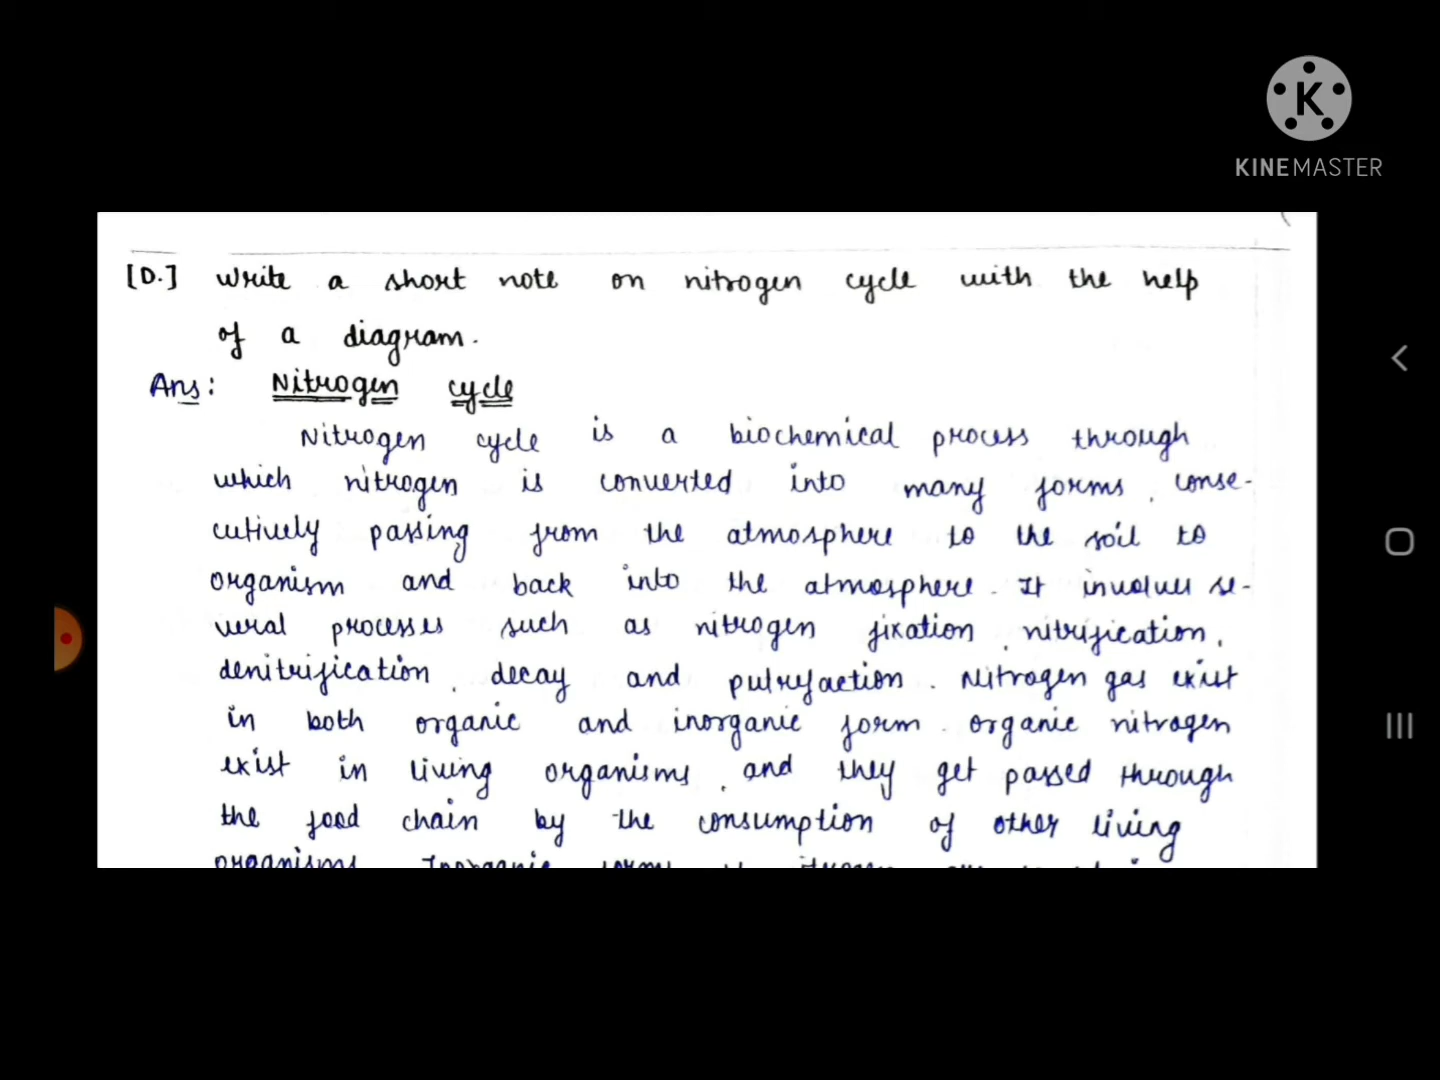 K
KINEMASTER
[D.] Write a short note on nitrogen cycle with the help
of a diagram.
Ans: Nitrogen cycle
Nitrogen cycle is a biochemical process through
which nitrogen is converted into many forms, conse-
cutively passing from the atmosphere to the soil to
organism and back into the atmosphere. It involves se-
veral processes such as nitrogen fixation, nitrification,
denitrification, decay and putrefaction. Nitrogen gas exist
in both organic and inorganic form. organic nitrogen
exist in living organisms, and they get passed through
the food chain by the consumption of other living
organisms. Inorganic forms